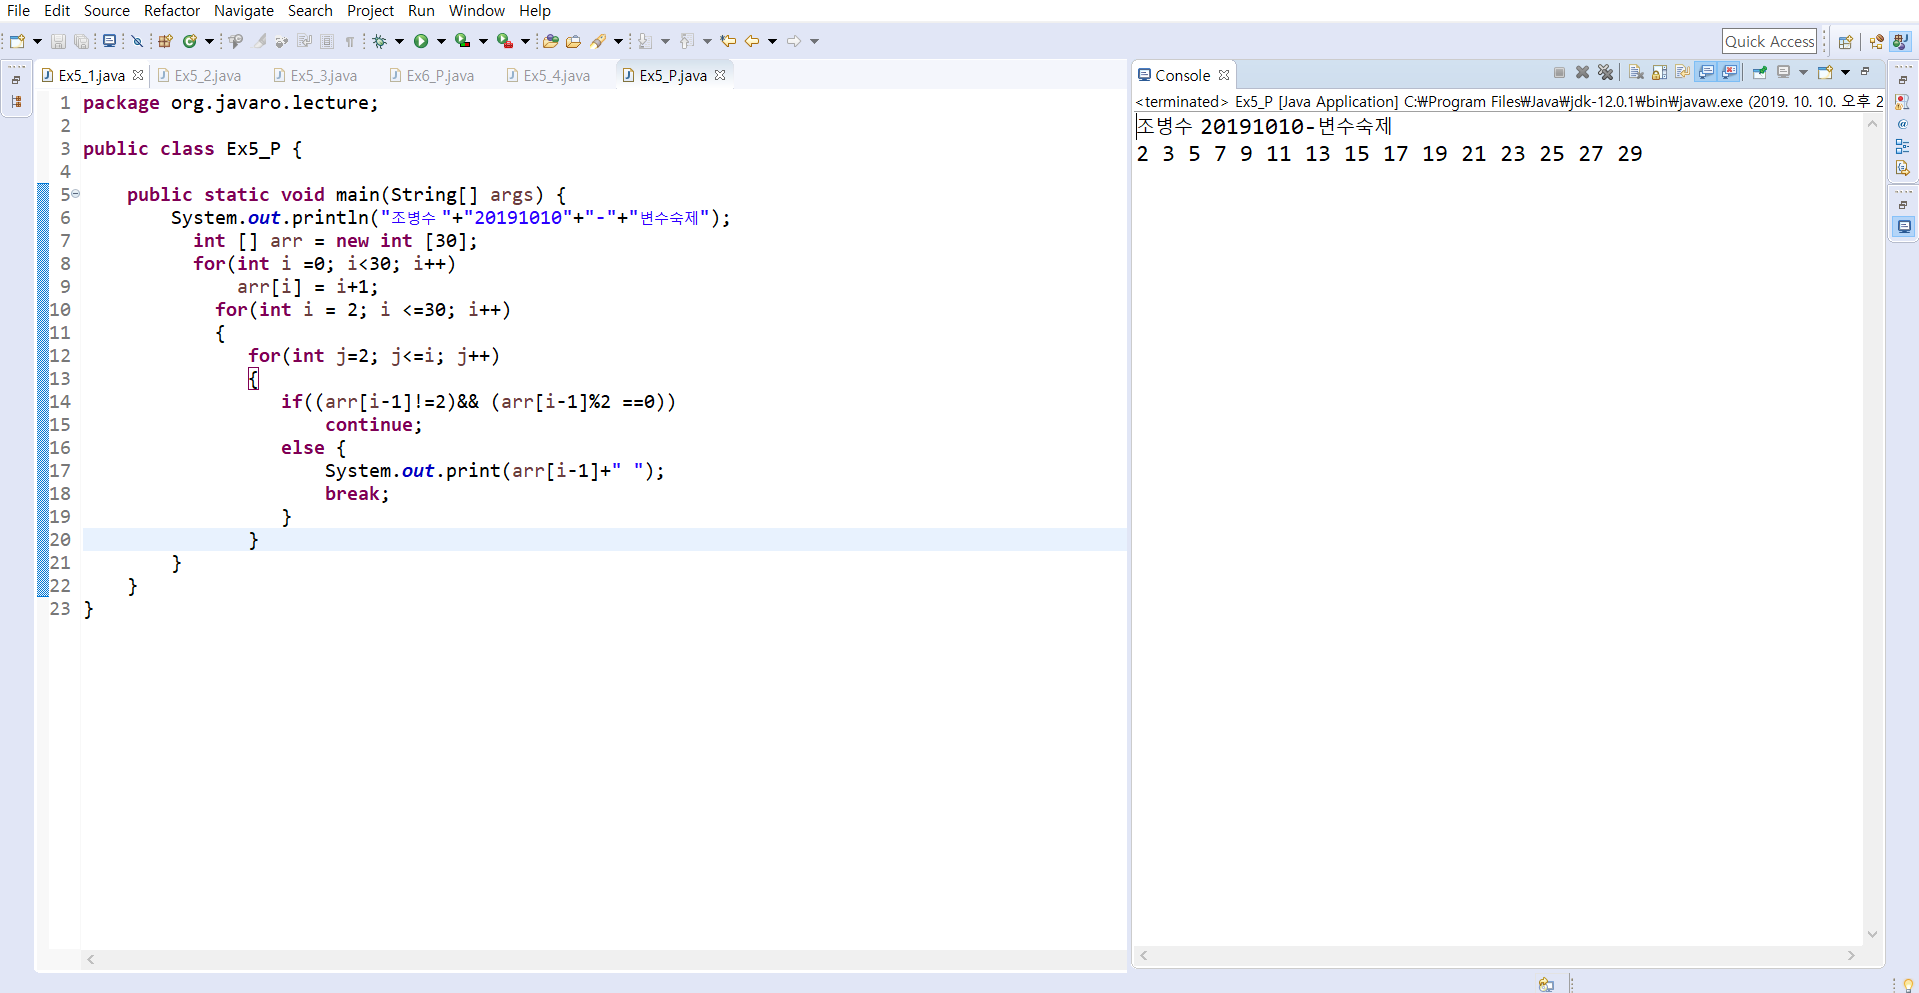 File Edit Source Refactor Navigate Search Project Run Window Help
Quick Access
Ex5_1.java Ex5_2.java Ex5_3.java Ex6_P.java Ex5_4.java Ex5_P.java
1 package org.javaro.lecture;
2
3 public class Ex5_P {
4
5 public static void main(String[] args) {
6 System.out.println("조병수 "+"20191010"+"-"+"변수숙제");
7 int [] arr = new int [30];
8 for(int i =0; i<30; i++)
9 arr[i] = i+1;
10 for(int i = 2; i <=30; i++)
11 {
12 for(int j=2; j<=i; j++)
13 {
14 if((arr[i-1]!=2)&& (arr[i-1]%2 ==0))
15 continue;
16 else {
17 System.out.print(arr[i-1]+" ");
18 break;
19 }
20 }
21 }
22 }
23 }
Console
<terminated> Ex5_P [Java Application] C:₩Program Files₩Java₩jdk-12.0.1₩bin₩javaw.exe (2019. 10. 10. 오후 2
조병수 20191010-변수숙제
2 3 5 7 9 11 13 15 17 19 21 23 25 27 29